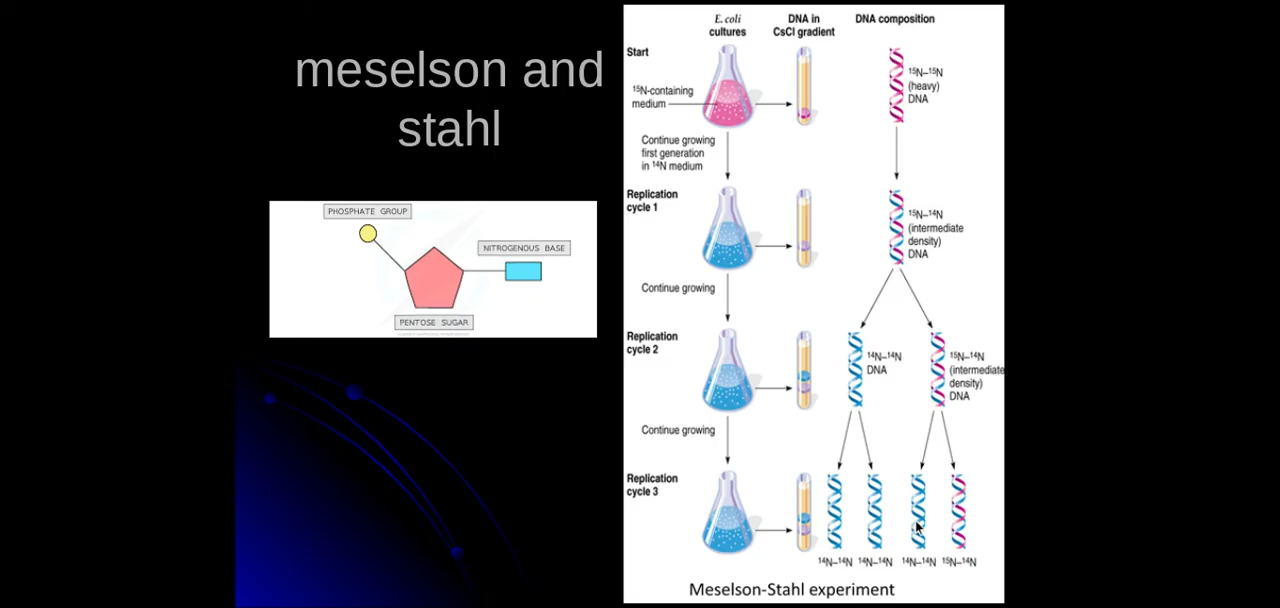 meselson and
stahl
PHOSPHATE GROUP
NITROGENOUS BASE
PENTOSE SUGAR
E. coli
cultures
DNA in
CsCl gradient
DNA composition
Start
¹⁵N-containing
medium
¹⁵N–¹⁵N
(heavy)
DNA
Continue growing
first generation
in ¹⁴N medium
Replication
cycle 1
¹⁵N–¹⁴N
(intermediate
density)
DNA
Continue growing
Replication
cycle 2
¹⁴N–¹⁴N
DNA
¹⁵N–¹⁴N
(intermediate
density)
DNA
Continue growing
Replication
cycle 3
¹⁴N–¹⁴N ¹⁴N–¹⁴N ¹⁴N–¹⁴N ¹⁵N–¹⁴N
Meselson-Stahl experiment